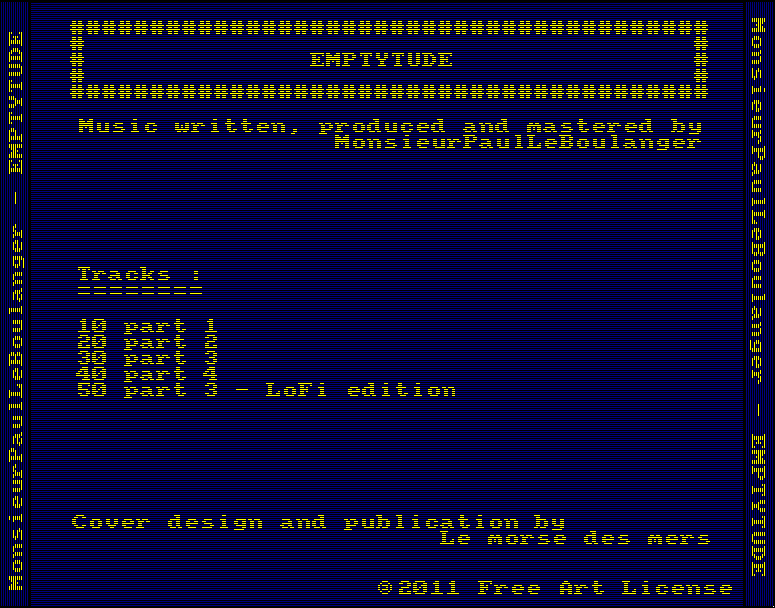 MonsieurPaulLeBoulanger - EMPTYTUDE
########################################
#                                      #
#              EMPTYTUDE               #
#                                      #
########################################
Music written, produced and mastered by
MonsieurPaulLeBoulanger
Tracks :
========
10 part 1
20 part 2
30 part 3
40 part 4
50 part 3 - LoFi edition
Cover design and publication by
Le morse des mers
©2011 Free Art License
MonsieurPaulLeBoulanger - EMPTYTUDE